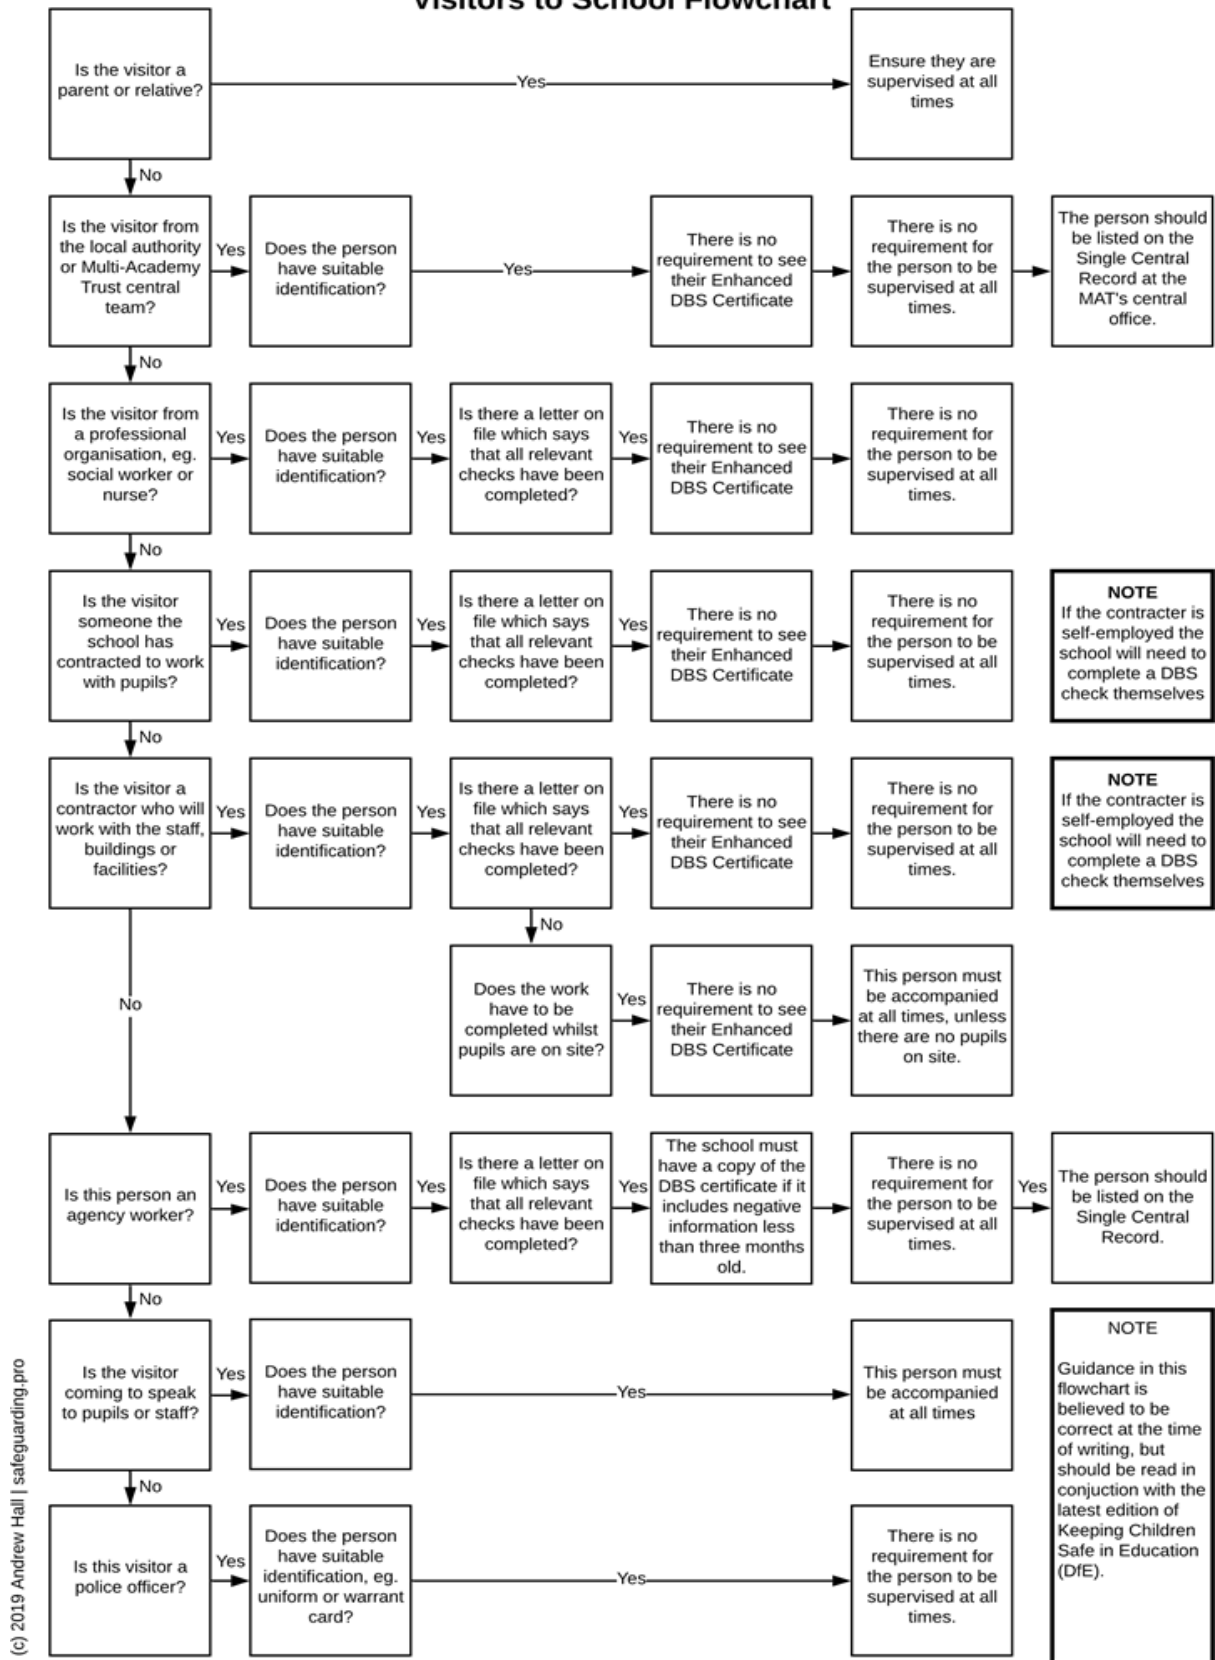 Visitors to School Flowchart
Is the visitor a
parent or relative?
Yes
Ensure they are
supervised at all
times
No
Is the visitor from
the local authority
or Multi-Academy
Trust central
team?
Yes
Does the person
have suitable
identification?
Yes
There is no
requirement to see
their Enhanced
DBS Certificate
There is no
requirement for
the person to be
supervised at all
times.
The person should
be listed on the
Single Central
Record at the
MAT's central
office.
No
Is the visitor from
a professional
organisation, eg.
social worker or
nurse?
Yes
Does the person
have suitable
identification?
Yes
Is there a letter on
file which says
that all relevant
checks have been
completed?
Yes
There is no
requirement to see
their Enhanced
DBS Certificate
There is no
requirement for
the person to be
supervised at all
times.
No
Is the visitor
someone the
school has
contracted to work
with pupils?
Yes
Does the person
have suitable
identification?
Yes
Is there a letter on
file which says
that all relevant
checks have been
completed?
Yes
There is no
requirement to see
their Enhanced
DBS Certificate
There is no
requirement for
the person to be
supervised at all
times.
NOTE
If the contracter is
self-employed the
school will need to
complete a DBS
check themselves
No
Is the visitor a
contractor who will
work with the staff,
buildings or
facilities?
Yes
Does the person
have suitable
identification?
Yes
Is there a letter on
file which says
that all relevant
checks have been
completed?
Yes
There is no
requirement to see
their Enhanced
DBS Certificate
There is no
requirement for
the person to be
supervised at all
times.
NOTE
If the contracter is
self-employed the
school will need to
complete a DBS
check themselves
No
Does the work
have to be
completed whilst
pupils are on site?
Yes
There is no
requirement to see
their Enhanced
DBS Certificate
This person must
be accompanied
at all times, unless
there are no pupils
on site.
No
Is this person an
agency worker?
Yes
Does the person
have suitable
identification?
Yes
Is there a letter on
file which says
that all relevant
checks have been
completed?
Yes
The school must
have a copy of the
DBS certificate if it
includes negative
information less
than three months
old.
There is no
requirement for
the person to be
supervised at all
times.
Yes
The person should
be listed on the
Single Central
Record.
No
Is the visitor
coming to speak
to pupils or staff?
Yes
Does the person
have suitable
identification?
Yes
This person must
be accompanied
at all times
NOTE
Guidance in this
flowchart is
believed to be
correct at the time
of writing, but
should be read in
conjuction with the
latest edition of
Keeping Children
Safe in Education
(DfE).
No
Is this visitor a
police officer?
Yes
Does the person
have suitable
identification, eg.
uniform or warrant
card?
Yes
There is no
requirement for
the person to be
supervised at all
times.
(c) 2019 Andrew Hall | safeguarding.pro